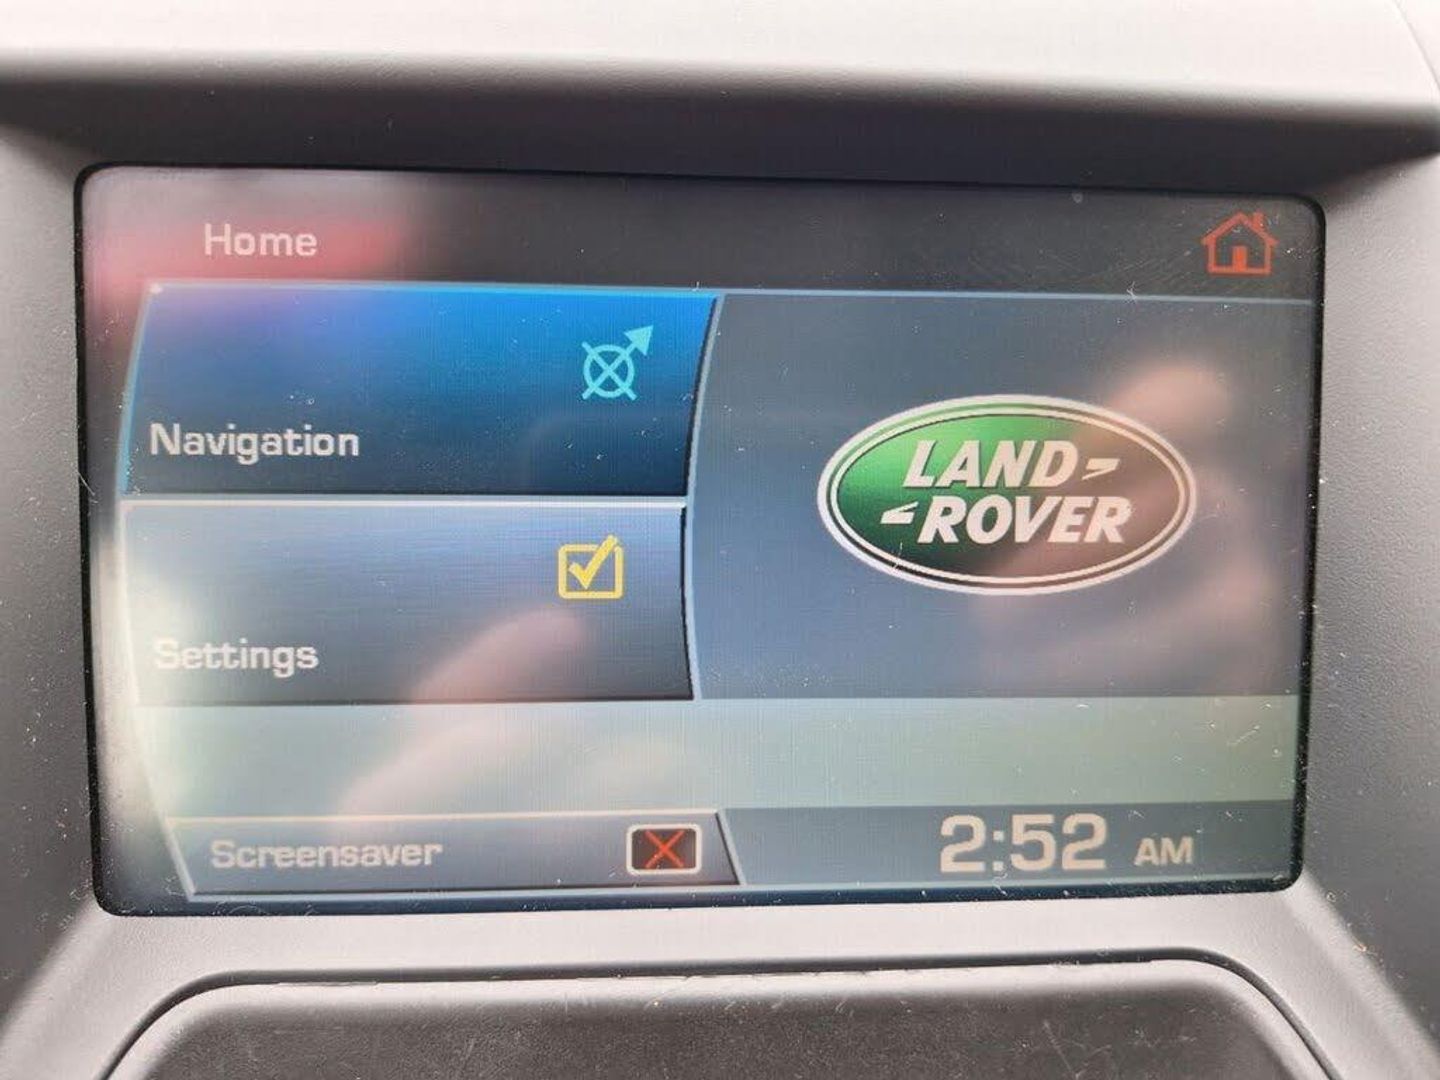 Home
Navigation
LAND
ROVER
Settings
Screensaver
2:52 AM